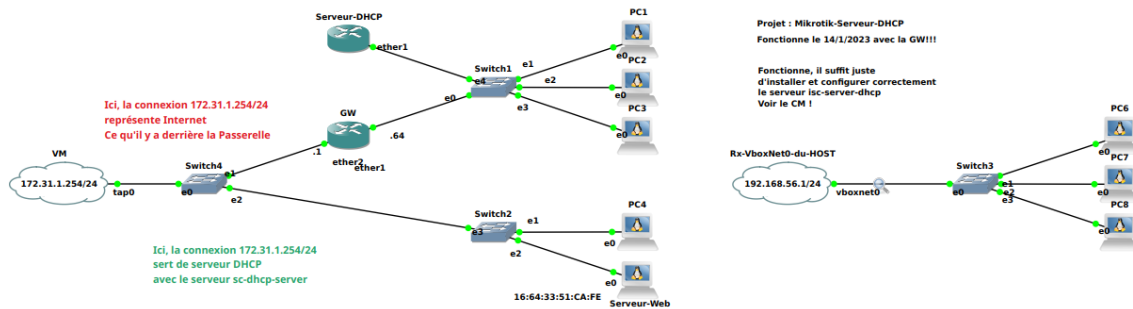 Serveur-DHCP
ether1
PC1
e0
Switch1
e4
e1
e2
e3
e0
PC2
e0
PC3
e0
Ici, la connexion 172.31.1.254/24
représente Internet
Ce qu'il y a derrière la Passerelle
GW
.64
.1
ether2
ether1
VM
172.31.1.254/24
tap0
Switch4
e0
e1
e2
Switch2
e3
e1
e2
PC4
e0
e0
Serveur-Web
16:64:33:51:CA:FE
Ici, la connexion 172.31.1.254/24
sert de serveur DHCP
avec le serveur sc-dhcp-server
Projet : Mikrotik-Serveur-DHCP
Fonctionne le 14/1/2023 avec la GW!!!
Fonctionne, il suffit juste
d'installer et configurer correctement
le serveur isc-server-dhcp
Voir le CM !
Rx-VboxNet0-du-HOST
192.168.56.1/24
vboxnet0
Switch3
e0
e1
e2
e3
PC6
e0
PC7
e0
PC8
e0